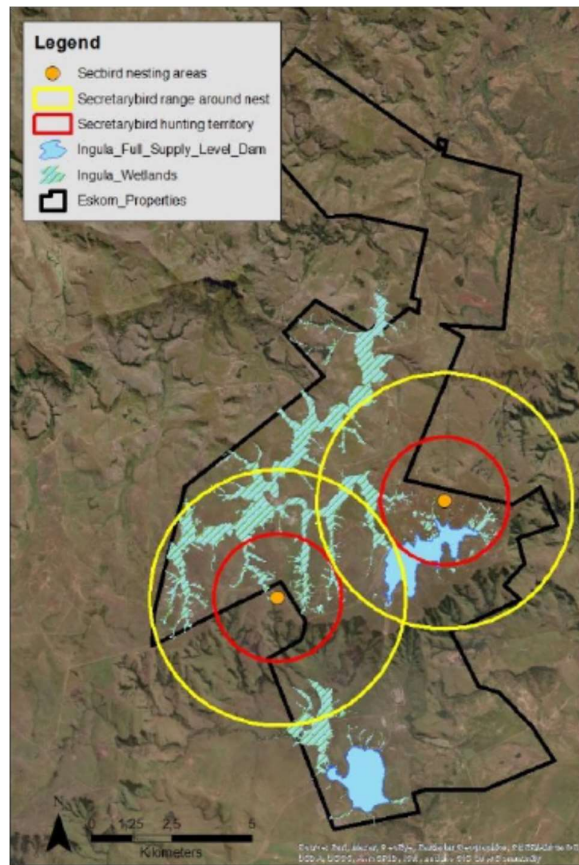 Legend
Secbird nesting areas
Secretarybird range around nest
Secretarybird hunting territory
Ingula_Full_Supply_Level_Dam
Ingula_Wetlands
Eskom_Properties
N
0 1.25 2.5 5
Kilometers